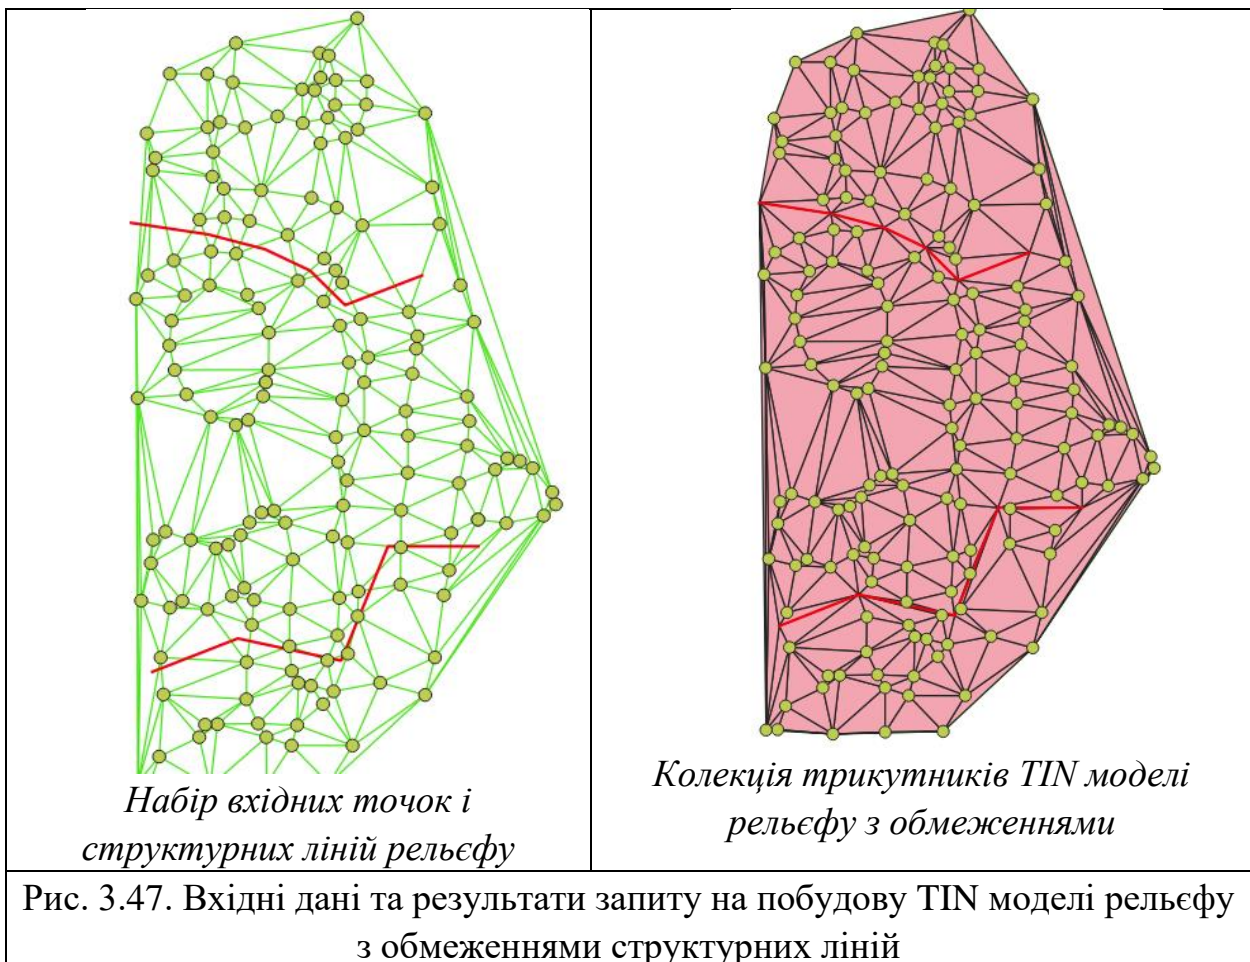 Набір вхідних точок і
структурних ліній рельєфу
Колекція трикутників TIN моделі
рельєфу з обмеженнями
Рис. 3.47. Вхідні дані та результати запиту на побудову TIN моделі рельєфу
з обмеженнями структурних ліній